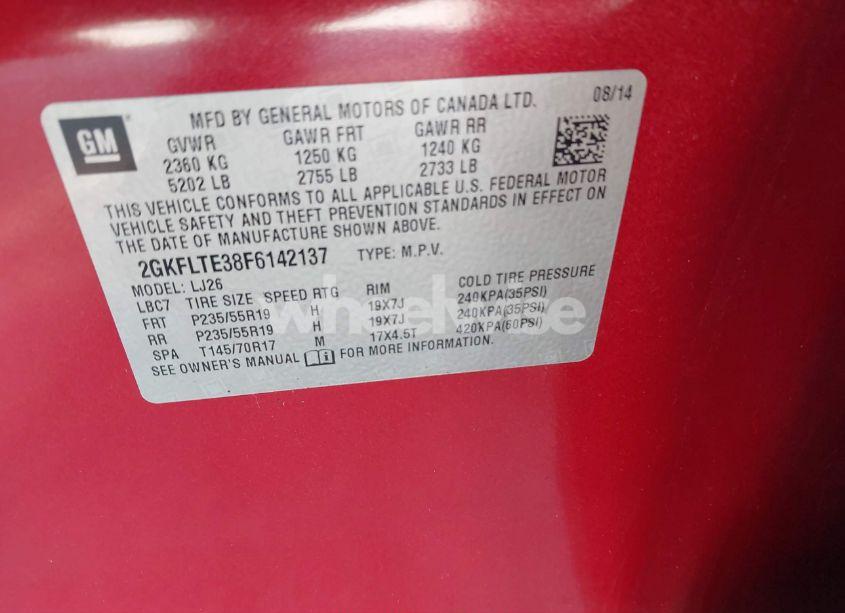 GM
MFD BY GENERAL MOTORS OF CANADA LTD. 08/14
GVWR GAWR FRT GAWR RR
2360 KG 1250 KG 1240 KG
5202 LB 2755 LB 2733 LB
THIS VEHICLE CONFORMS TO ALL APPLICABLE U.S. FEDERAL MOTOR
VEHICLE SAFETY AND THEFT PREVENTION STANDARDS IN EFFECT ON
THE DATE OF MANUFACTURE SHOWN ABOVE.
2GKFLTE38F6142137 TYPE: M.P.V.
MODEL: LJ26
LBC7 TIRE SIZE SPEED RTG RIM COLD TIRE PRESSURE
FRT P235/55R19 H 19X7J 240KPA(35PSI)
RR P235/55R19 H 19X7J 240KPA(35PSI)
SPA T145/70R17 M 17X4.5T 420KPA(60PSI)
SEE OWNER'S MANUAL FOR MORE INFORMATION.